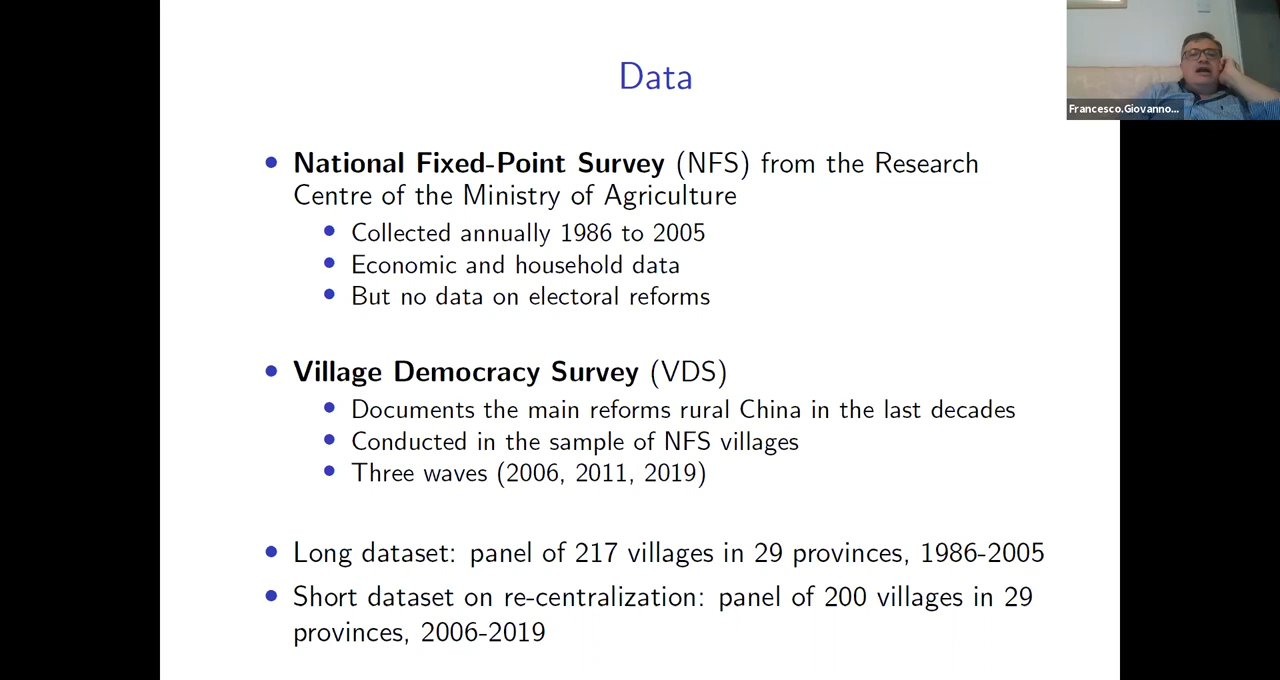 Data
Francesco.Giovanno...
• National Fixed-Point Survey (NFS) from the Research
Centre of the Ministry of Agriculture
• Collected annually 1986 to 2005
• Economic and household data
• But no data on electoral reforms
• Village Democracy Survey (VDS)
• Documents the main reforms rural China in the last decades
• Conducted in the sample of NFS villages
• Three waves (2006, 2011, 2019)
• Long dataset: panel of 217 villages in 29 provinces, 1986-2005
• Short dataset on re-centralization: panel of 200 villages in 29
provinces, 2006-2019